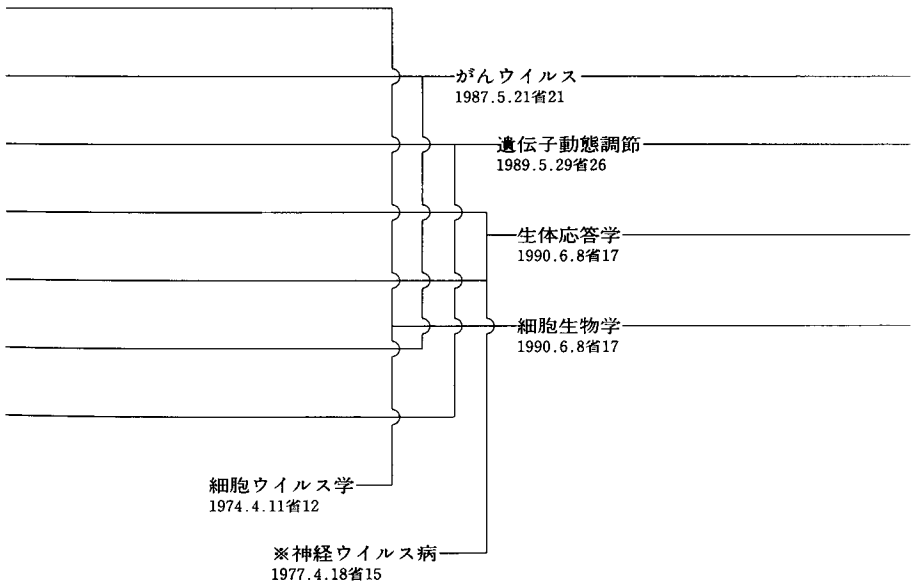 がんウイルス
1987.5.21省21
遺伝子動態調節
1989.5.29省26
生体応答学
1990.6.8省17
細胞生物学
1990.6.8省17
細胞ウイルス学
1974.4.11省12
※神経ウイルス病
1977.4.18省15